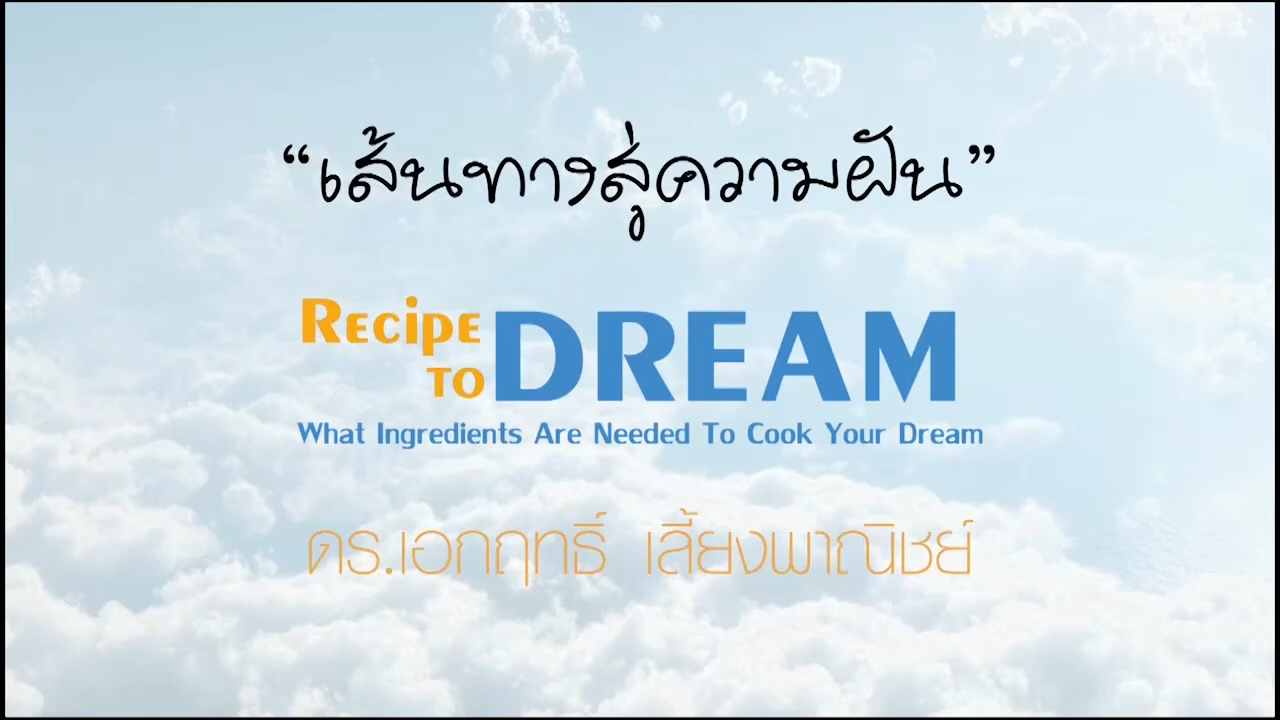 “เส้นทางสู่ความฝัน”
RECiPE
TO DREAM
What Ingredients Are Needed To Cook Your Dream
ดร.เอกฤทธิ์ เลี้ยงพาณิชย์